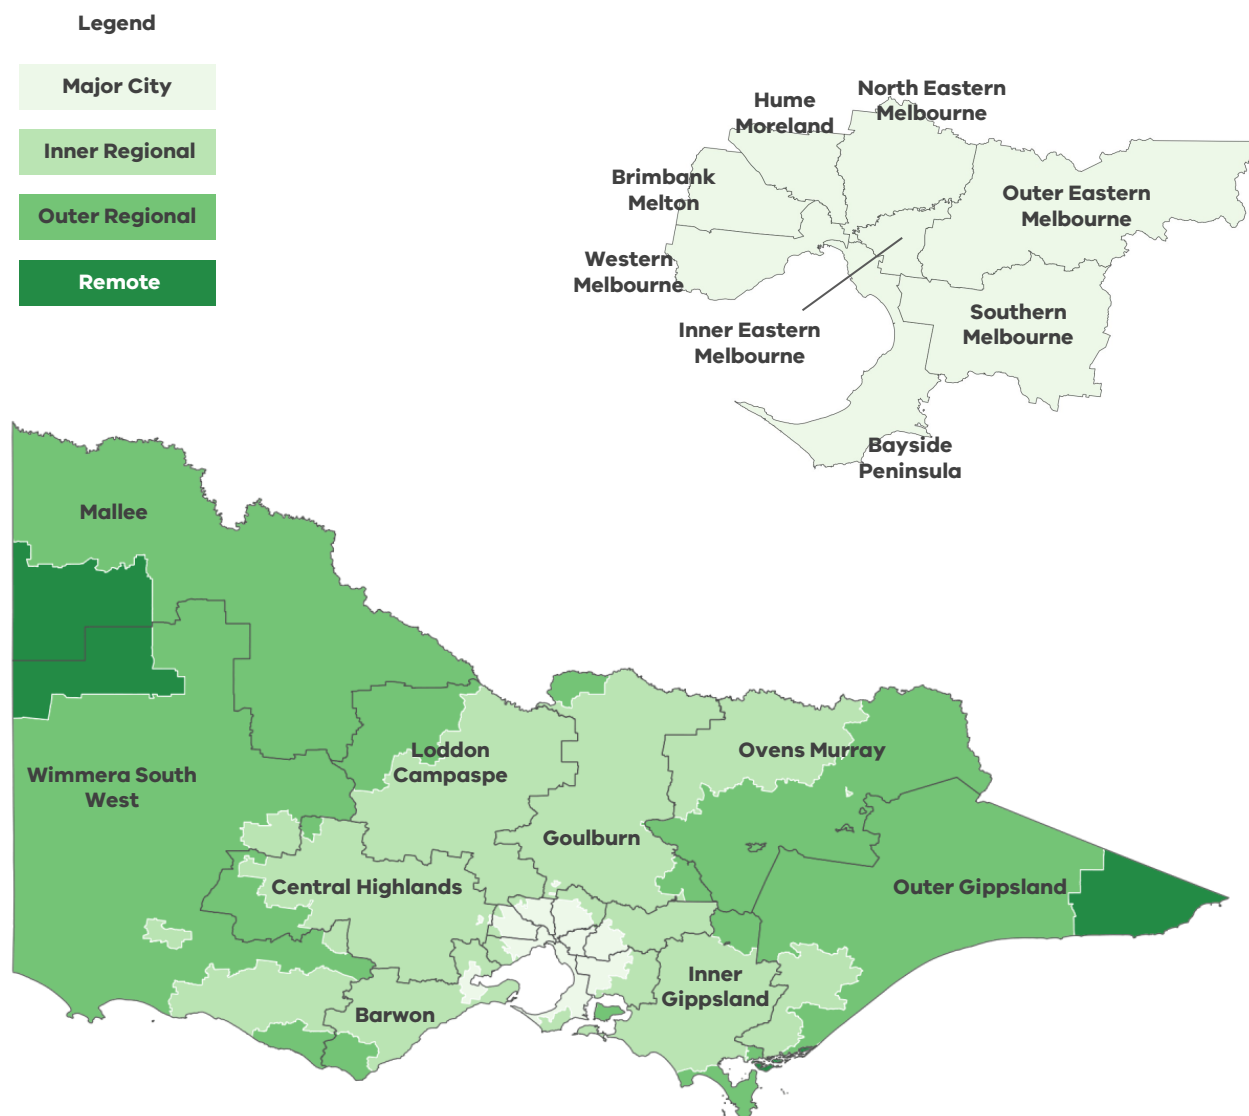 Legend
Major City
Inner Regional
Outer Regional
Remote
North Eastern
Melbourne
Hume
Moreland
Brimbank
Melton
Outer Eastern
Melbourne
Western
Melbourne
Inner Eastern
Melbourne
Southern
Melbourne
Bayside
Peninsula
Mallee
Loddon
Campaspe
Ovens Murray
Wimmera South
West
Goulburn
Central Highlands
Outer Gippsland
Inner
Gippsland
Barwon